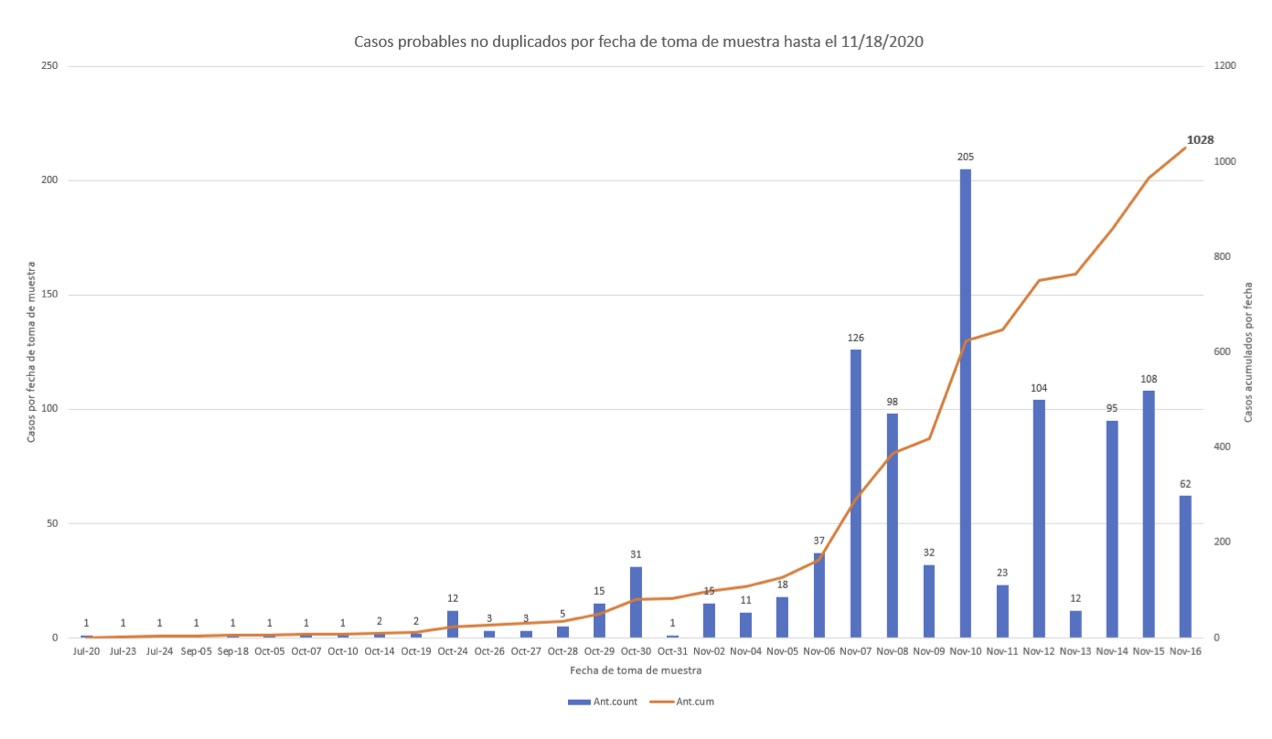 Casos probables no duplicados por fecha de toma de muestra hasta el 11/18/2020
250
200
150
100
50
0
Casos por fecha de toma de muestra
1200
1000
800
600
400
200
0
Casos acumulados por fecha
1 1 1 1 1 1 1 1 2 2 12 3 3 5 15 31 1 15 11 18 37 126 98 32 205 23 104 12 95 108 62
1028
Jul-20 Jul-23 Jul-24 Sep-05 Sep-18 Oct-05 Oct-07 Oct-10 Oct-14 Oct-19 Oct-24 Oct-26 Oct-27 Oct-28 Oct-29 Oct-30 Oct-31 Nov-02 Nov-04 Nov-05 Nov-06 Nov-07 Nov-08 Nov-09 Nov-10 Nov-11 Nov-12 Nov-13 Nov-14 Nov-15 Nov-16
Fecha de toma de muestra
Ant.count Ant.cum